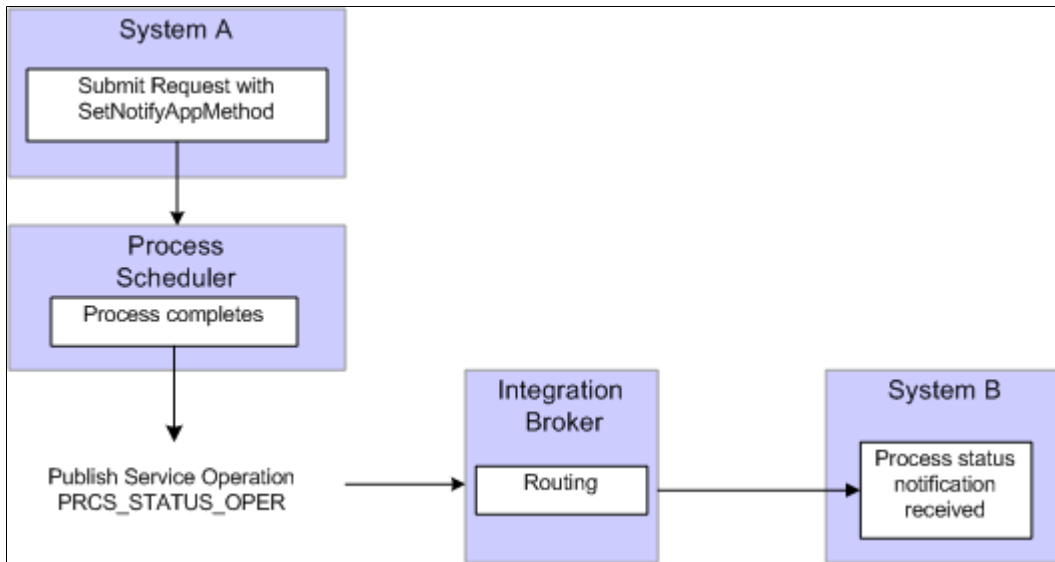 System A
Submit Request with
SetNotifyAppMethod
Process
Scheduler
Process completes
Publish Service Operation
PRCS_STATUS_OPER
Integration
Broker
Routing
System B
Process status
notification
received